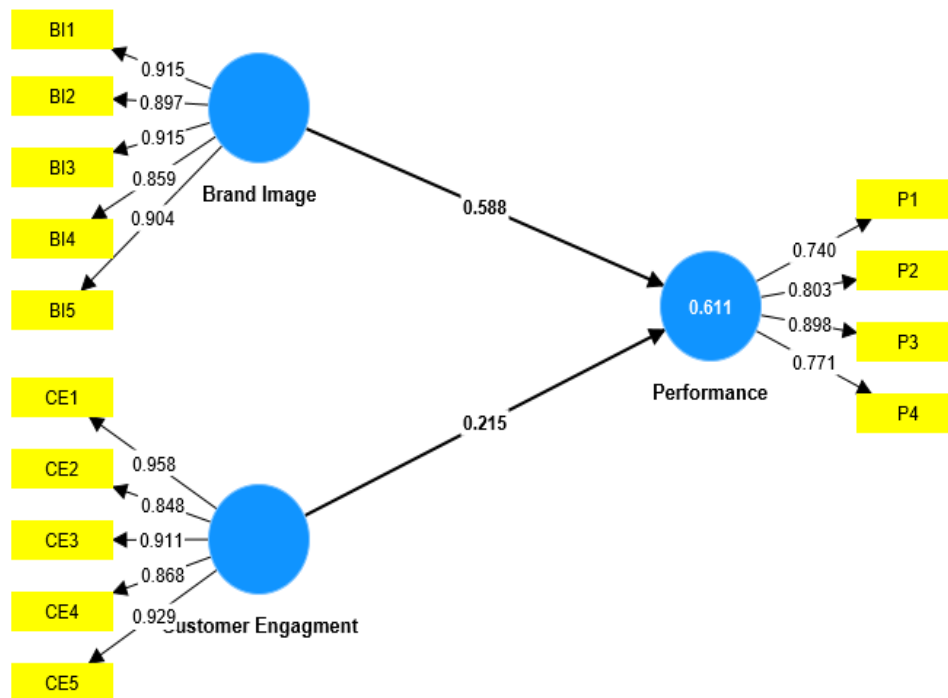 BI1
0.915
BI2
0.897
BI3
0.915
0.859
BI4
0.904
BI5
Brand Image
0.588
P1
0.740
P2
0.803
0.611
0.898
P3
0.771
P4
Performance
CE1
0.215
0.958
CE2
0.848
CE3
0.911
0.868
CE4
0.929
Customer Engagment
CE5